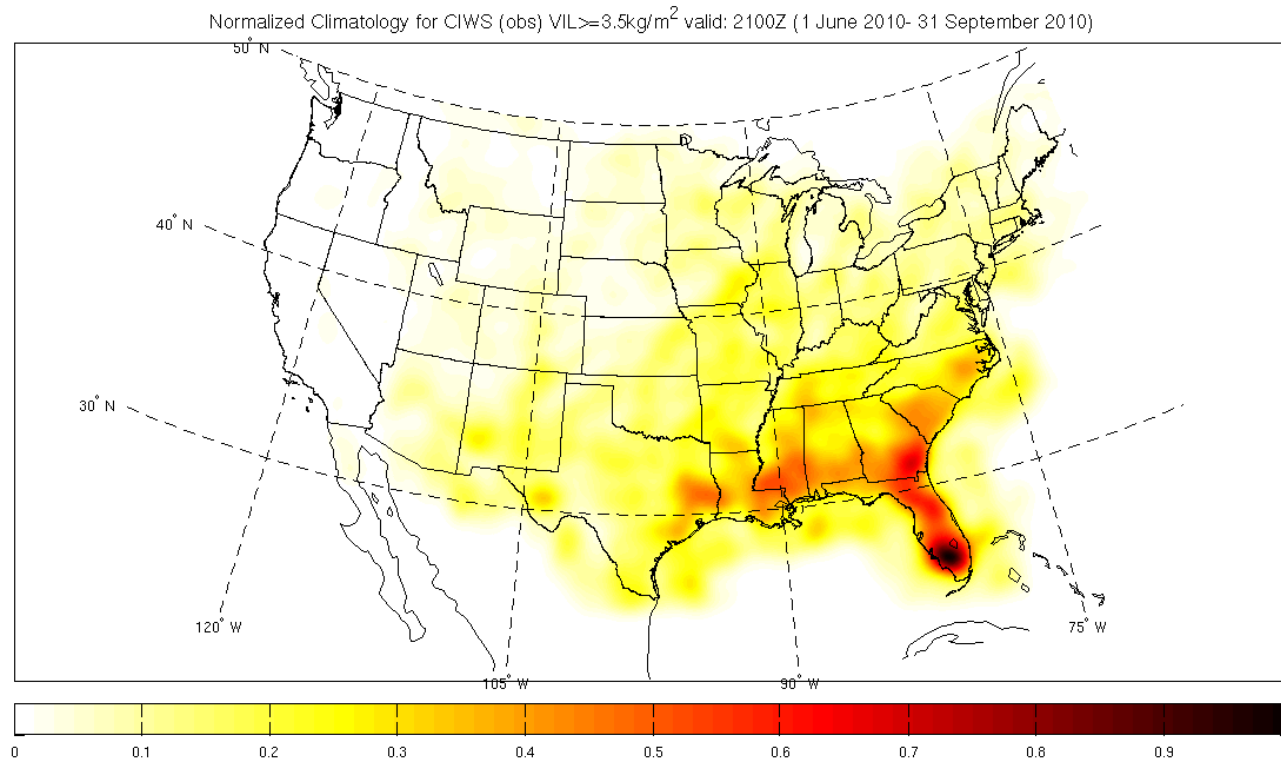 Normalized Climatology for CIWS (obs) VIL>=3.5kg/m² valid: 2100Z (1 June 2010- 31 September 2010)
50° N
40° N
30° N
120° W
105° W
90° W
75° W
0 0.1 0.2 0.3 0.4 0.5 0.6 0.7 0.8 0.9